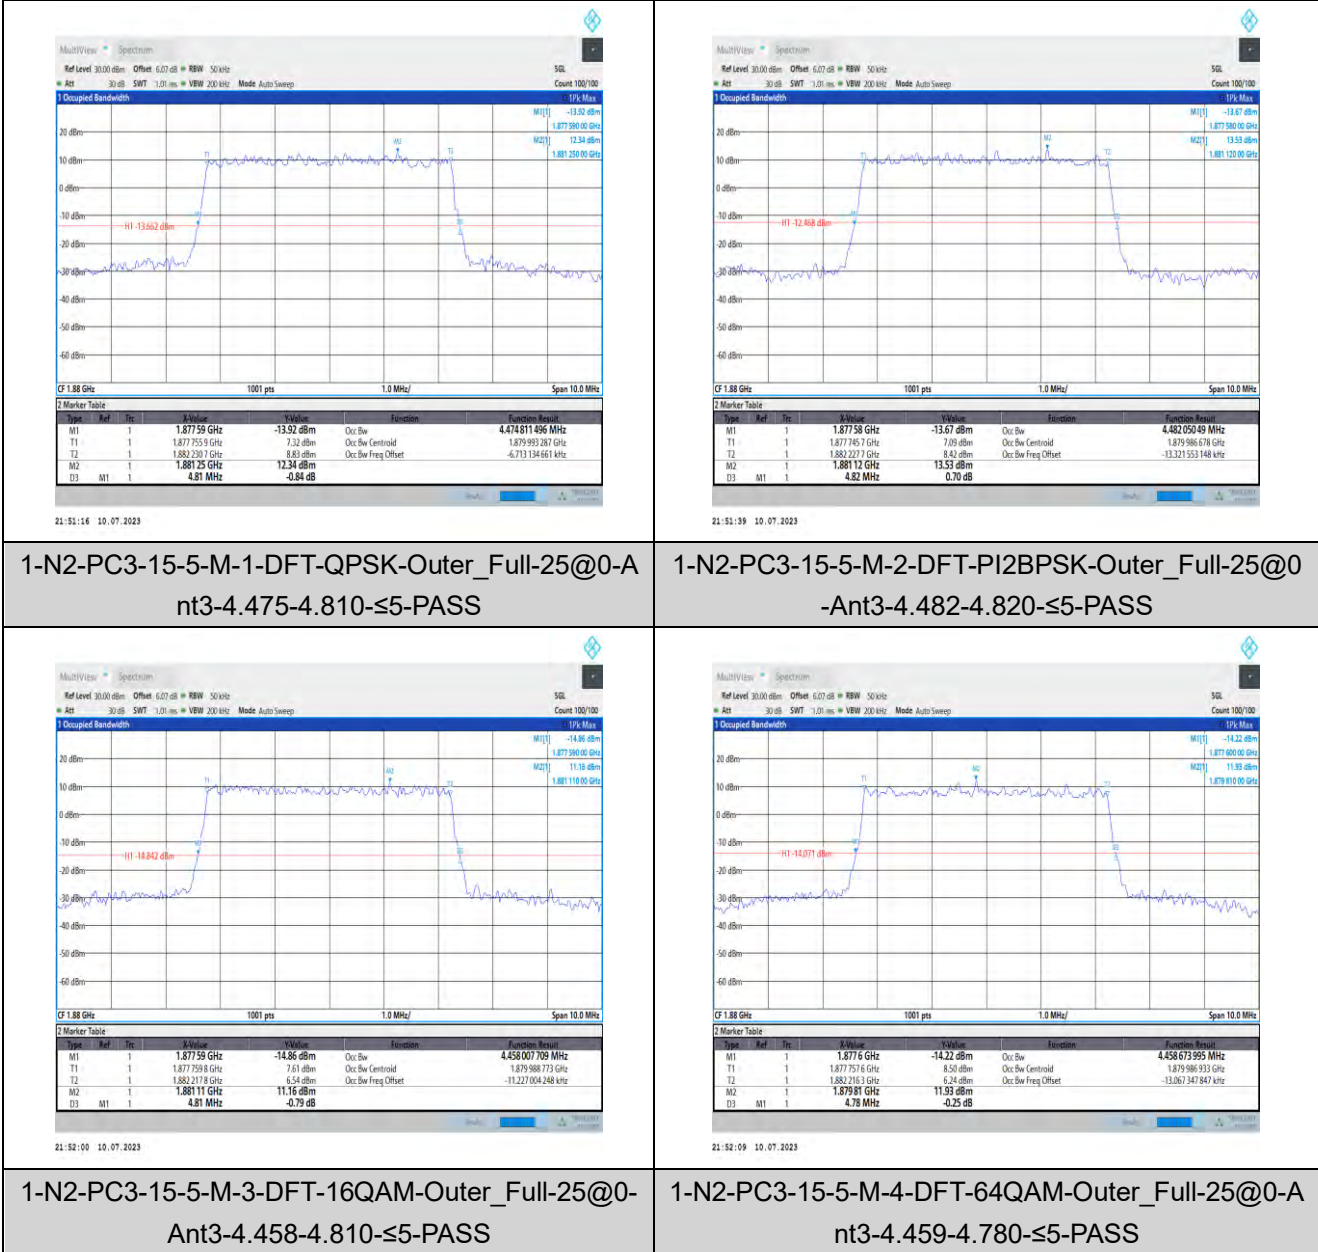 MultiView Spectrum
Ref Level 30.00 dBm Offset 6.07 dB RBW 50 kHz SGL
Att 30 dB SWT 1.01 ms VBW 200 kHz Mode Auto Sweep Count 100/100
1 Occupied Bandwidth 1Pk Max
M1[1] -13.92 dBm
1.877 590 00 GHz
M2[1] 12.34 dBm
1.881 250 00 GHz
20 dBm
10 dBm
0 dBm
-10 dBm
H1 -13.662 dBm
-20 dBm
-30 dBm
-40 dBm
-50 dBm
-60 dBm
T1
M2
T2
CF 1.88 GHz 1001 pts 1.0 MHz/ Span 10.0 MHz
2 Marker Table
Type Ref Trc X-Value Y-Value Function Function Result
M1 1 1.877 59 GHz -13.92 dBm Occ Bw 4.474 811 496 MHz
T1 1 1.877 755 9 GHz 7.32 dBm Occ Bw Centroid 1.879 993 287 GHz
T2 1 1.882 230 7 GHz 8.83 dBm Occ Bw Freq Offset -6.713 134 661 kHz
M2 1 1.881 25 GHz 12.34 dBm
D3 M1 1 4.81 MHz -0.84 dB
21:51:16 10.07.2023
1-N2-PC3-15-5-M-1-DFT-QPSK-Outer_Full-25@0-A
nt3-4.475-4.810-≤5-PASS
MultiView Spectrum
Ref Level 30.00 dBm Offset 6.07 dB RBW 50 kHz SGL
Att 30 dB SWT 1.01 ms VBW 200 kHz Mode Auto Sweep Count 100/100
1 Occupied Bandwidth 1Pk Max
M1[1] -13.67 dBm
1.877 580 00 GHz
M2[1] 13.53 dBm
1.881 120 00 GHz
20 dBm
10 dBm
0 dBm
-10 dBm
H1 -12.468 dBm
-20 dBm
-30 dBm
-40 dBm
-50 dBm
-60 dBm
T1
M2
T2
CF 1.88 GHz 1001 pts 1.0 MHz/ Span 10.0 MHz
2 Marker Table
Type Ref Trc X-Value Y-Value Function Function Result
M1 1 1.877 58 GHz -13.67 dBm Occ Bw 4.482 050 49 MHz
T1 1 1.877 745 7 GHz 7.09 dBm Occ Bw Centroid 1.879 986 678 GHz
T2 1 1.882 227 7 GHz 8.42 dBm Occ Bw Freq Offset -13.321 553 148 kHz
M2 1 1.881 12 GHz 13.53 dBm
D3 M1 1 4.82 MHz 0.70 dB
21:51:39 10.07.2023
1-N2-PC3-15-5-M-2-DFT-PI2BPSK-Outer_Full-25@0
-Ant3-4.482-4.820-≤5-PASS
MultiView Spectrum
Ref Level 30.00 dBm Offset 6.07 dB RBW 50 kHz SGL
Att 30 dB SWT 1.01 ms VBW 200 kHz Mode Auto Sweep Count 100/100
1 Occupied Bandwidth 1Pk Max
M1[1] -14.86 dBm
1.877 590 00 GHz
M2[1] 11.16 dBm
1.881 110 00 GHz
20 dBm
10 dBm
0 dBm
-10 dBm
H1 -14.842 dBm
-20 dBm
-30 dBm
-40 dBm
-50 dBm
-60 dBm
T1
M2
T2
CF 1.88 GHz 1001 pts 1.0 MHz/ Span 10.0 MHz
2 Marker Table
Type Ref Trc X-Value Y-Value Function Function Result
M1 1 1.877 59 GHz -14.86 dBm Occ Bw 4.458 007 709 MHz
T1 1 1.877 759 8 GHz 7.61 dBm Occ Bw Centroid 1.879 988 773 GHz
T2 1 1.882 217 8 GHz 6.54 dBm Occ Bw Freq Offset -11.227 004 248 kHz
M2 1 1.881 11 GHz 11.16 dBm
D3 M1 1 4.81 MHz -0.79 dB
21:52:00 10.07.2023
1-N2-PC3-15-5-M-3-DFT-16QAM-Outer_Full-25@0-
Ant3-4.458-4.810-≤5-PASS
MultiView Spectrum
Ref Level 30.00 dBm Offset 6.07 dB RBW 50 kHz SGL
Att 30 dB SWT 1.01 ms VBW 200 kHz Mode Auto Sweep Count 100/100
1 Occupied Bandwidth 1Pk Max
M1[1] -14.22 dBm
1.877 600 00 GHz
M2[1] 11.93 dBm
1.879 810 00 GHz
20 dBm
10 dBm
0 dBm
-10 dBm
H1 -14.071 dBm
-20 dBm
-30 dBm
-40 dBm
-50 dBm
-60 dBm
T1
M2
T2
CF 1.88 GHz 1001 pts 1.0 MHz/ Span 10.0 MHz
2 Marker Table
Type Ref Trc X-Value Y-Value Function Function Result
M1 1 1.877 6 GHz -14.22 dBm Occ Bw 4.458 673 995 MHz
T1 1 1.877 757 6 GHz 8.50 dBm Occ Bw Centroid 1.879 986 933 GHz
T2 1 1.882 216 3 GHz 6.24 dBm Occ Bw Freq Offset -13.067 347 847 kHz
M2 1 1.879 81 GHz 11.93 dBm
D3 M1 1 4.78 MHz -0.25 dB
21:52:09 10.07.2023
1-N2-PC3-15-5-M-4-DFT-64QAM-Outer_Full-25@0-A
nt3-4.459-4.780-≤5-PASS